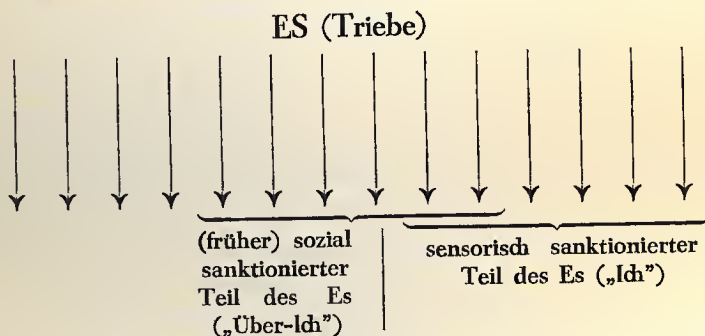 ES (Triebe)
(früher) sozial
sanktionierter
Teil des Es
(„Über-Ich”)
sensorisch sanktionierter
Teil des Es („Ich”)